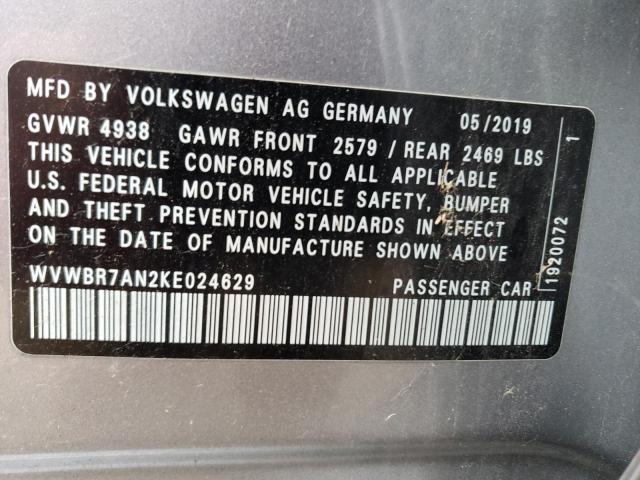 MFD BY VOLKSWAGEN AG GERMANY 05/2019
GVWR 4938 GAWR FRONT 2579 / REAR 2469 LBS
THIS VEHICLE CONFORMS TO ALL APPLICABLE
U.S. FEDERAL MOTOR VEHICLE SAFETY, BUMPER
AND THEFT PREVENTION STANDARDS IN EFFECT
ON THE DATE OF MANUFACTURE SHOWN ABOVE
WVWBR7AN2KE024629 PASSENGER CAR
1920072 1